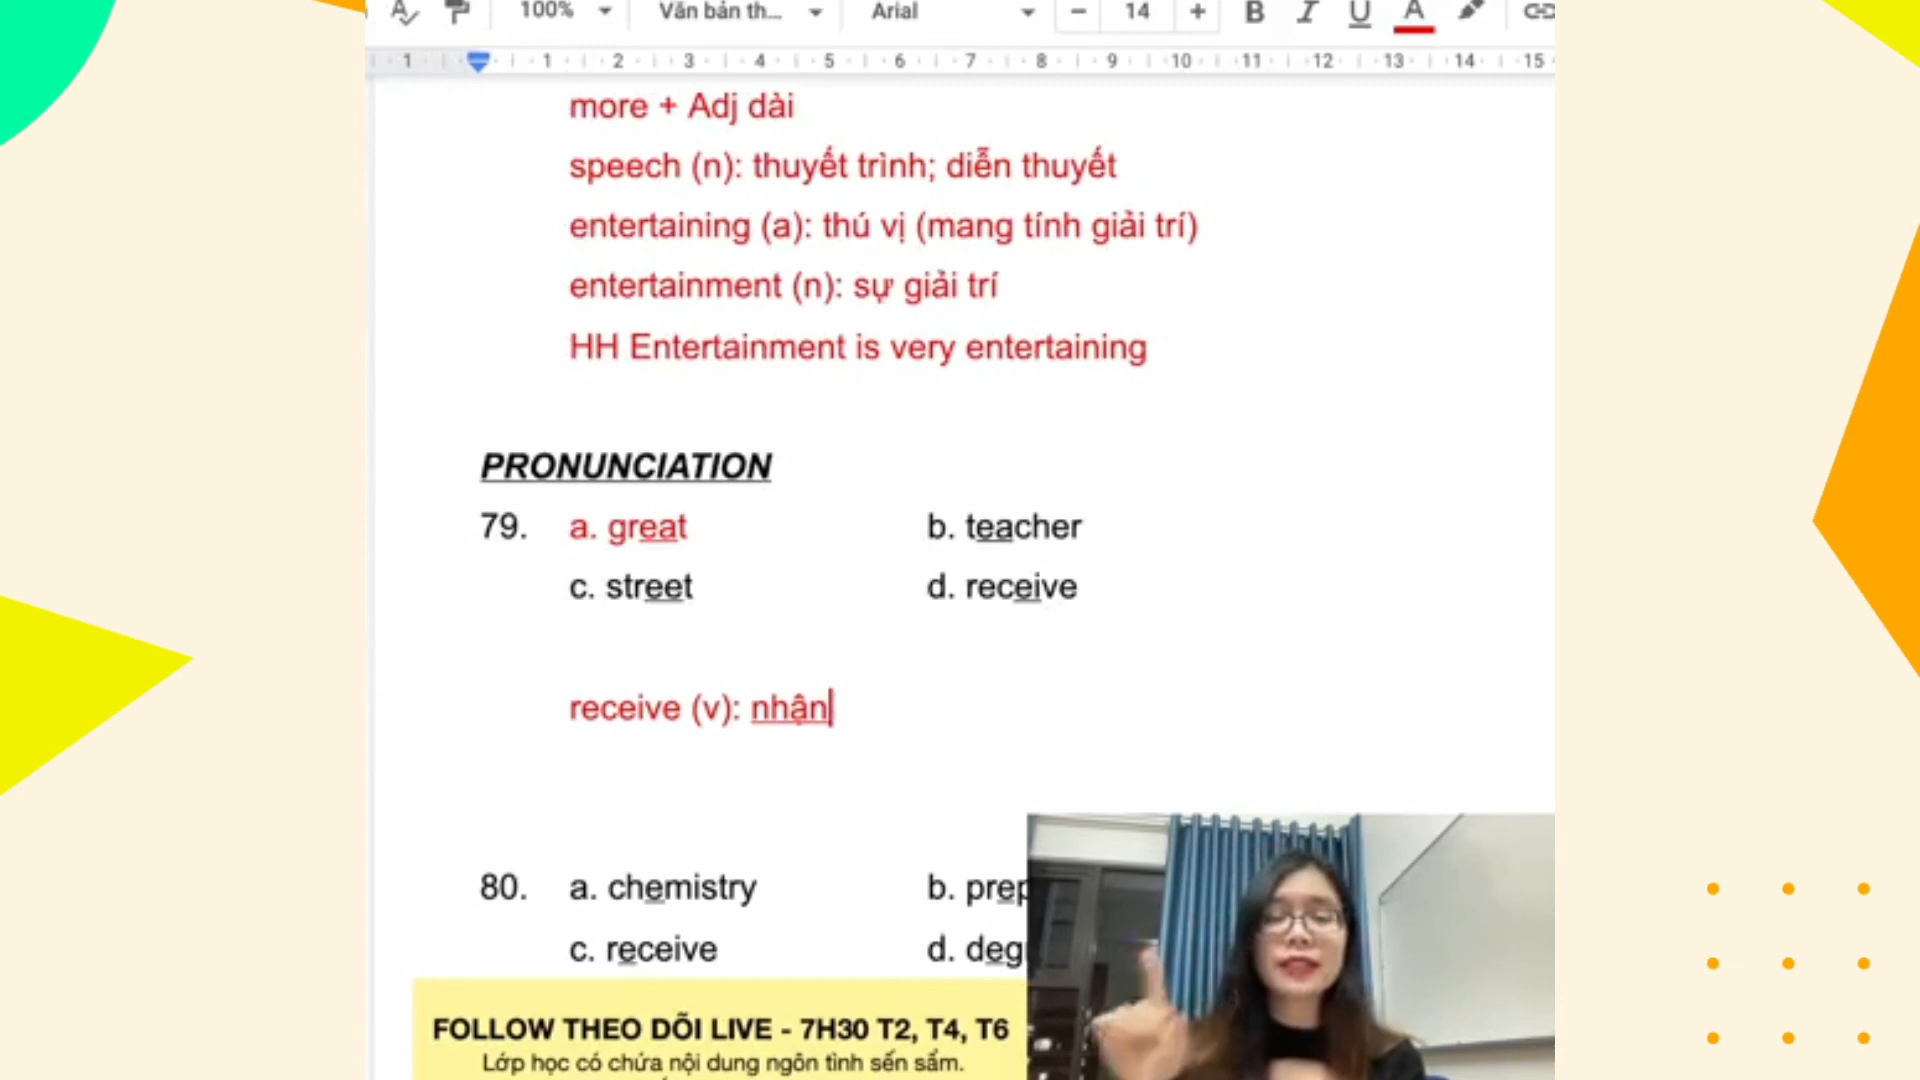 100% Văn bản th... Arial − 14 + B I U A
1 1 2 3 4 5 6 7 8 9 10 11 12 13 14 15
more + Adj dài
speech (n): thuyết trình; diễn thuyết
entertaining (a): thú vị (mang tính giải trí)
entertainment (n): sự giải trí
HH Entertainment is very entertaining
PRONUNCIATION
79. a. great b. teacher
c. street d. receive
receive (v): nhận
80. a. chemistry b.
c. receive d.
FOLLOW THEO DÕI LIVE - 7H30 T2, T4, T6
Lớp học có chứa nội dung ngôn tình sến sẩm.